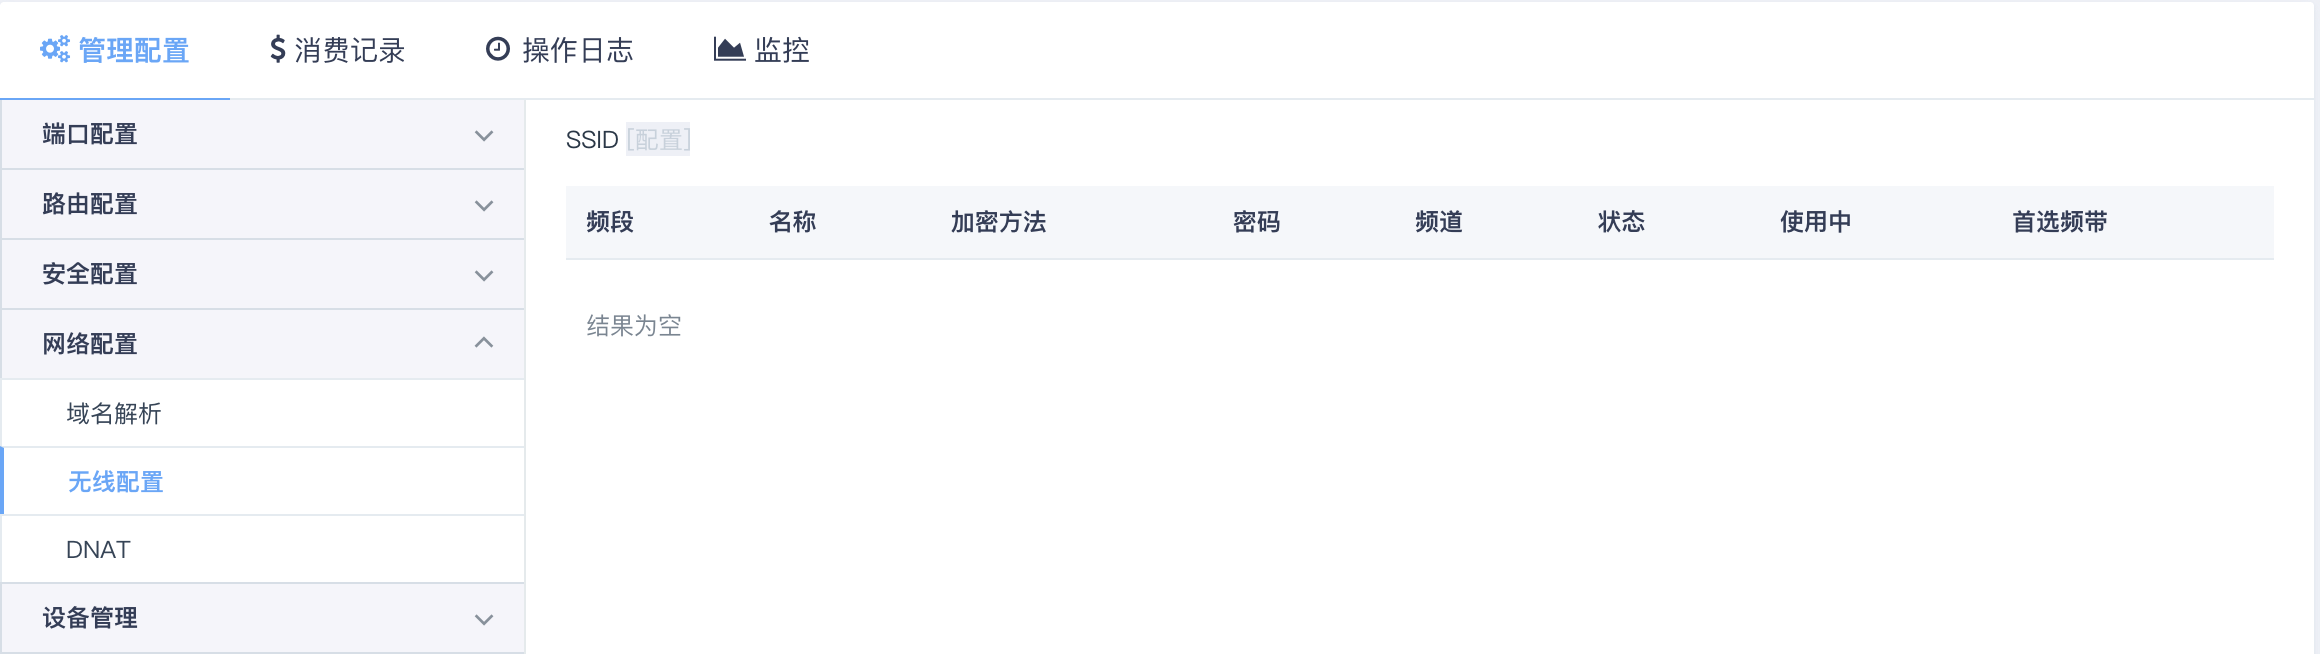 管理配置 消费记录 操作日志 监控
端口配置
路由配置
安全配置
网络配置
域名解析
无线配置
DNAT
设备管理
SSID [配置]
频段 名称 加密方法 密码 频道 状态 使用中 首选频带
结果为空